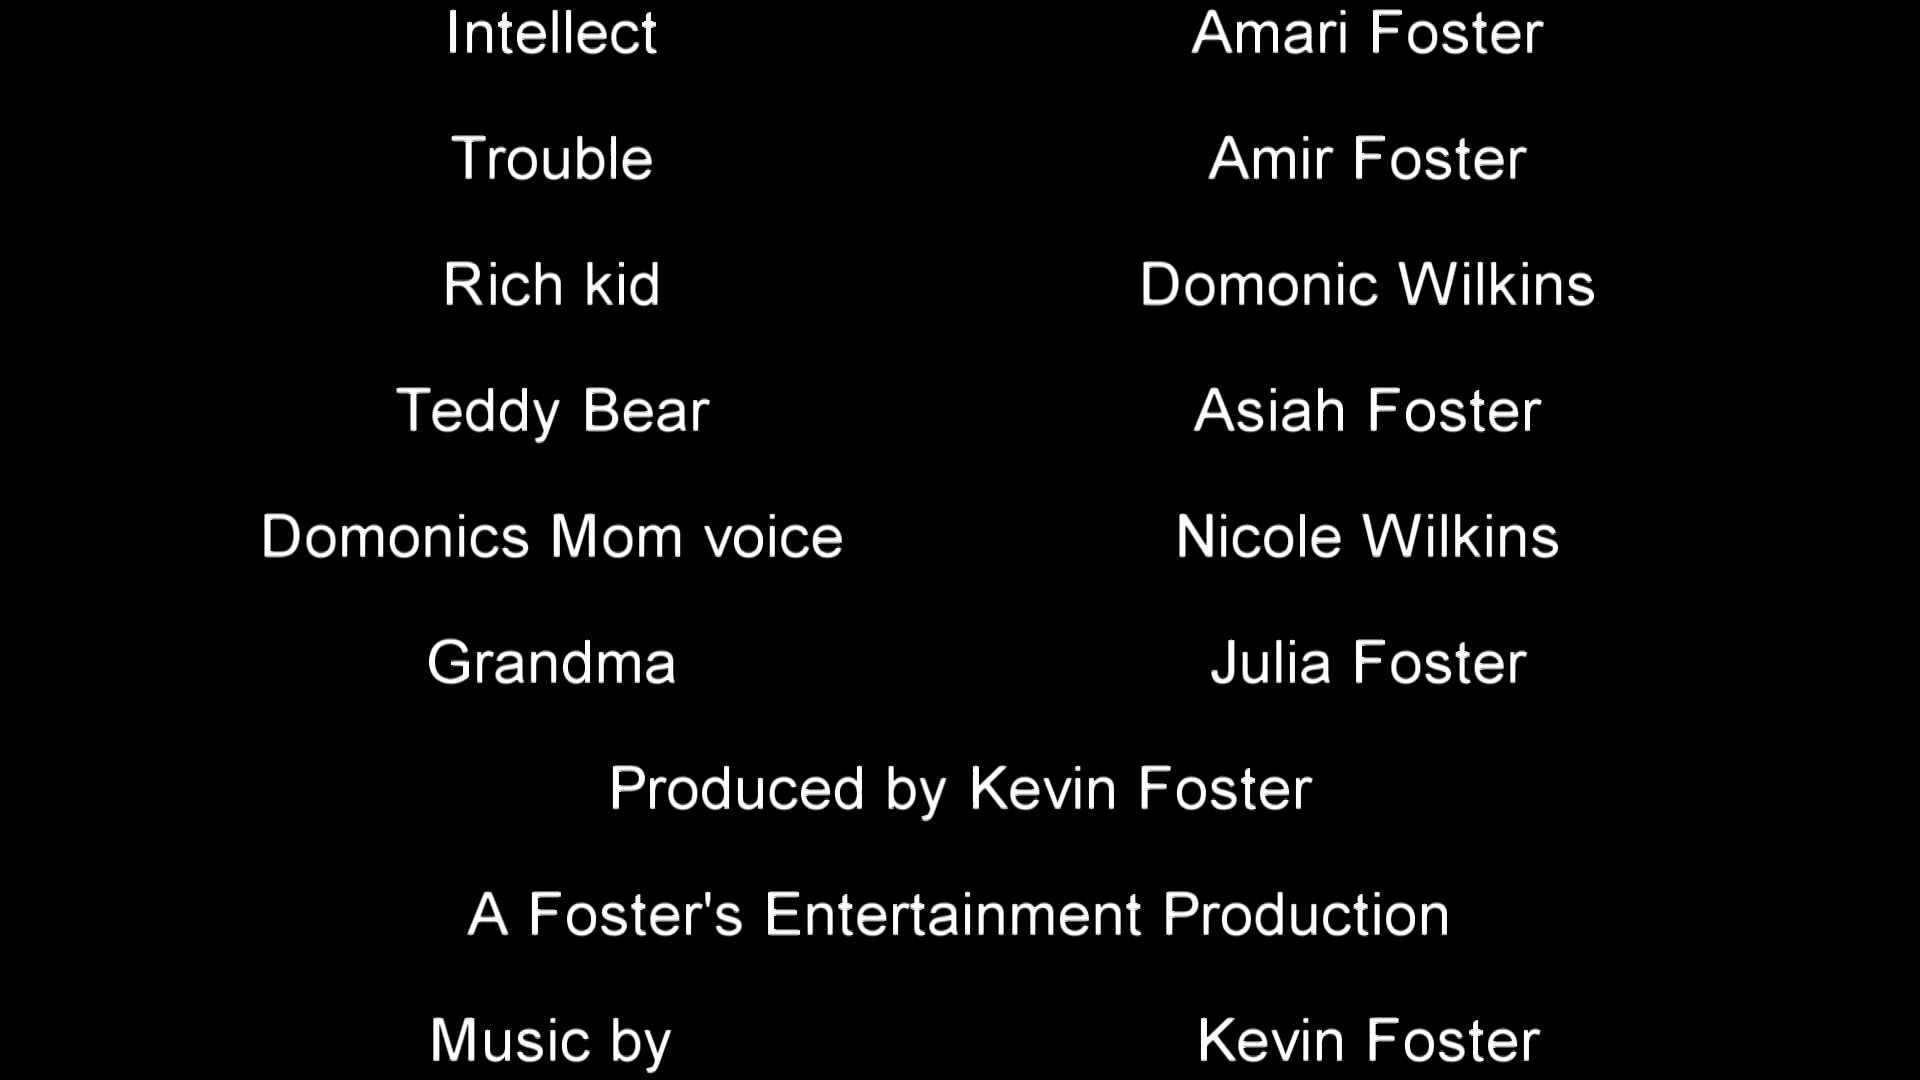 Intellect Amari Foster
Trouble Amir Foster
Rich kid Domonic Wilkins
Teddy Bear Asiah Foster
Domonics Mom voice Nicole Wilkins
Grandma Julia Foster
Produced by Kevin Foster
A Foster's Entertainment Production
Music by Kevin Foster